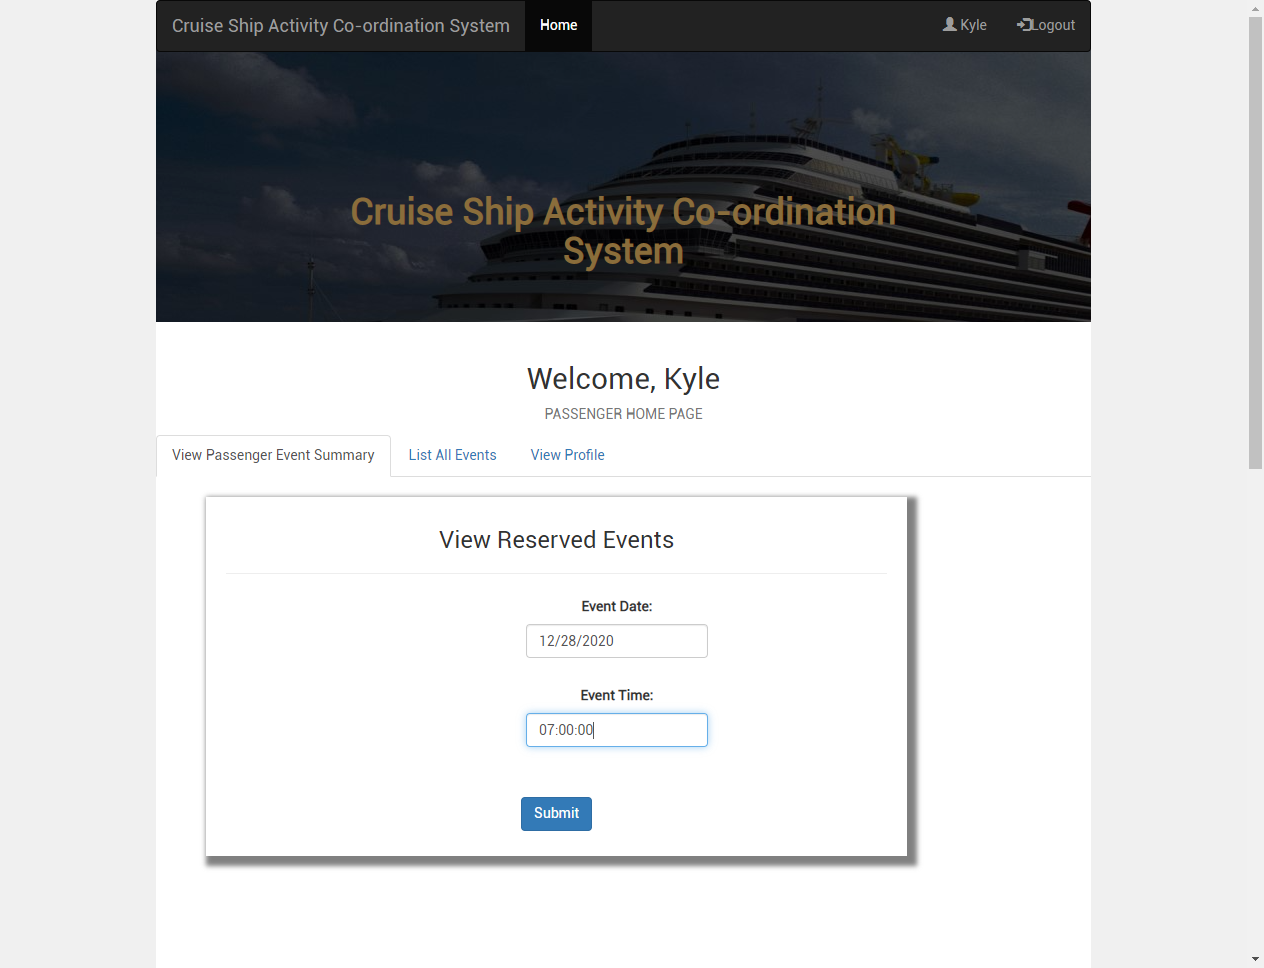 Cruise Ship Activity Co-ordination System Home Kyle Logout
Cruise Ship Activity Co-ordination
System
Welcome, Kyle
PASSENGER HOME PAGE
View Passenger Event Summary List All Events View Profile
View Reserved Events
Event Date:
12/28/2020
Event Time:
07:00:00
Submit